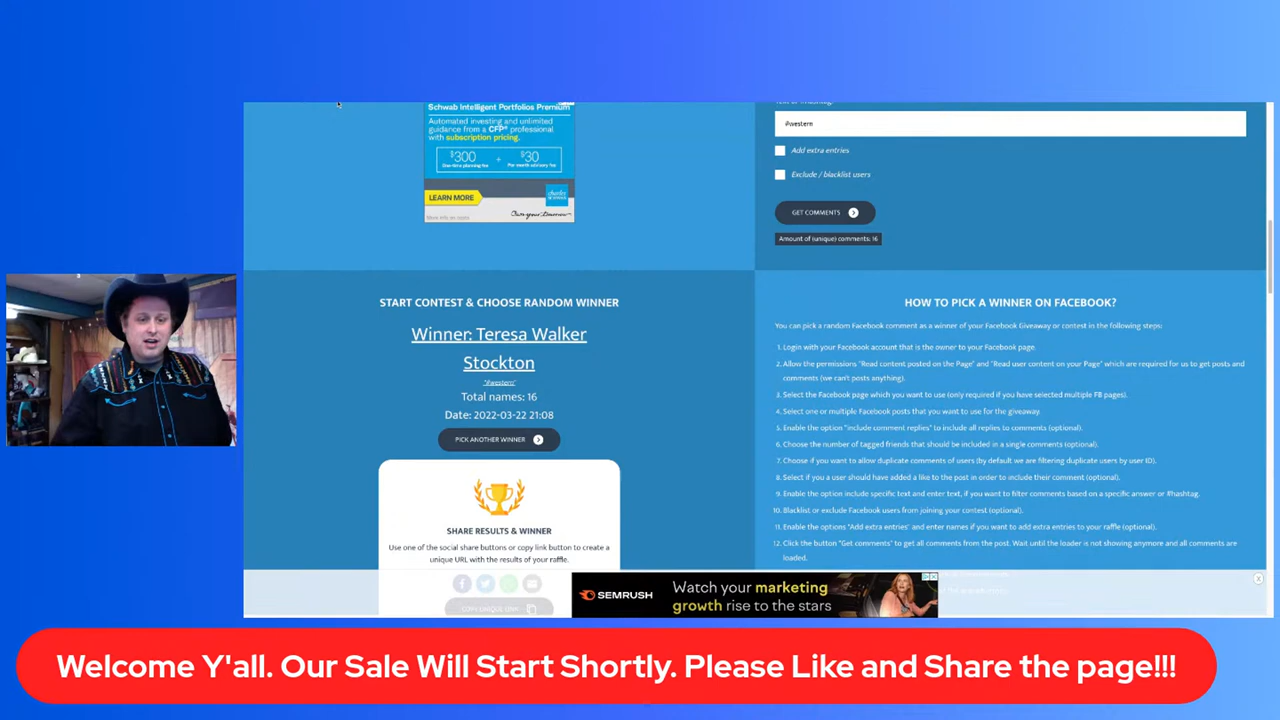 Schwab Intelligent Portfolios Premium
Automated investing and unlimited
guidance from a CFP® professional
with subscription pricing.
$300 + $30
LEARN MORE
charles
SCHWAB
Own your tomorrow
#western
Add extra entries
Exclude / blacklist users
GET COMMENTS
Amount of (unique) comments: 16
START CONTEST & CHOOSE RANDOM WINNER
Winner: Teresa Walker
Stockton
"#western"
Total names: 16
Date: 2022-03-22 21:08
PICK ANOTHER WINNER
SHARE RESULTS & WINNER
Use one of the social share buttons or copy link button to create a
unique URL with the results of your raffle.
COPY UNIQUE LINK
HOW TO PICK A WINNER ON FACEBOOK?
You can pick a random Facebook comment as a winner of your Facebook Giveaway or contest in the following steps:
1. Login with your Facebook account that is the owner to your Facebook page.
2. Allow the permissions "Read content posted on the Page" and "Read user content on your Page" which are required for us to get posts and
comments (we can't posts anything).
3. Select the Facebook page which you want to use (only required if you have selected multiple FB pages).
4. Select one or multiple Facebook posts that you want to use for the giveaway.
5. Enable the option "include comment replies" to include all replies to comments (optional).
6. Choose the number of tagged friends that should be included in a single comments (optional).
7. Choose if you want to allow duplicate comments of users (by default we are filtering duplicate users by user ID).
8. Select if you a user should have added a like to the post in order to include their comment (optional).
9. Enable the option include specific text and enter text, if you want to filter comments based on a specific answer or #hashtag.
10. Blacklist or exclude Facebook users from joining your contest (optional).
11. Enable the options "Add extra entries" and enter names if you want to add extra entries to your raffle (optional).
12. Click the button "Get comments" to get all comments from the post. Wait until the loader is not showing anymore and all comments are
loaded.
SEMRUSH
Watch your marketing
growth rise to the stars
Welcome Y'all. Our Sale Will Start Shortly. Please Like and Share the page!!!